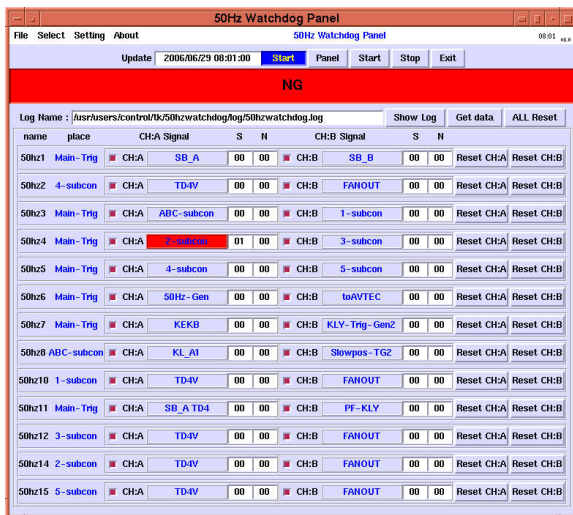 50Hz Watchdog Panel
File Select Setting About 50Hz Watchdog Panel 08:01 v1.0
Update 2006/06/29 08:01:00 Start Panel Start Stop Exit
NG
Log Name : /usr/users/control/tk/50hzwatchdog/log/50hzwatchdog.log Show Log Get data ALL Reset
name place CH:A Signal S N CH:B Signal S N
50hz1 Main-Trig CH:A SB_A 00 00 CH:B SB_B 00 00 Reset CH:A Reset CH:B
50hz2 4-subcon CH:A TD4V 00 00 CH:B FANOUT 00 00 Reset CH:A Reset CH:B
50hz3 Main-Trig CH:A ABC-subcon 00 00 CH:B 1-subcon 00 00 Reset CH:A Reset CH:B
50hz4 Main-Trig CH:A 2-subcon 01 00 CH:B 3-subcon 00 00 Reset CH:A Reset CH:B
50hz5 Main-Trig CH:A 4-subcon 00 00 CH:B 5-subcon 00 00 Reset CH:A Reset CH:B
50hz6 Main-Trig CH:A 50Hz-Gen 00 00 CH:B toAVTEC 00 00 Reset CH:A Reset CH:B
50hz7 Main-Trig CH:A KEKB 00 00 CH:B KLY-Trig-Gen2 00 00 Reset CH:A Reset CH:B
50hz8 ABC-subcon CH:A KL_A1 00 00 CH:B Slowpos-TG2 00 00 Reset CH:A Reset CH:B
50hz10 1-subcon CH:A TD4V 00 00 CH:B FANOUT 00 00 Reset CH:A Reset CH:B
50hz11 Main-Trig CH:A SB_A TD4 00 00 CH:B PF-KLY 00 00 Reset CH:A Reset CH:B
50hz12 3-subcon CH:A TD4V 00 00 CH:B FANOUT 00 00 Reset CH:A Reset CH:B
50hz14 2-subcon CH:A TD4V 00 00 CH:B FANOUT 00 00 Reset CH:A Reset CH:B
50hz15 5-subcon CH:A TD4V 00 00 CH:B FANOUT 00 00 Reset CH:A Reset CH:B